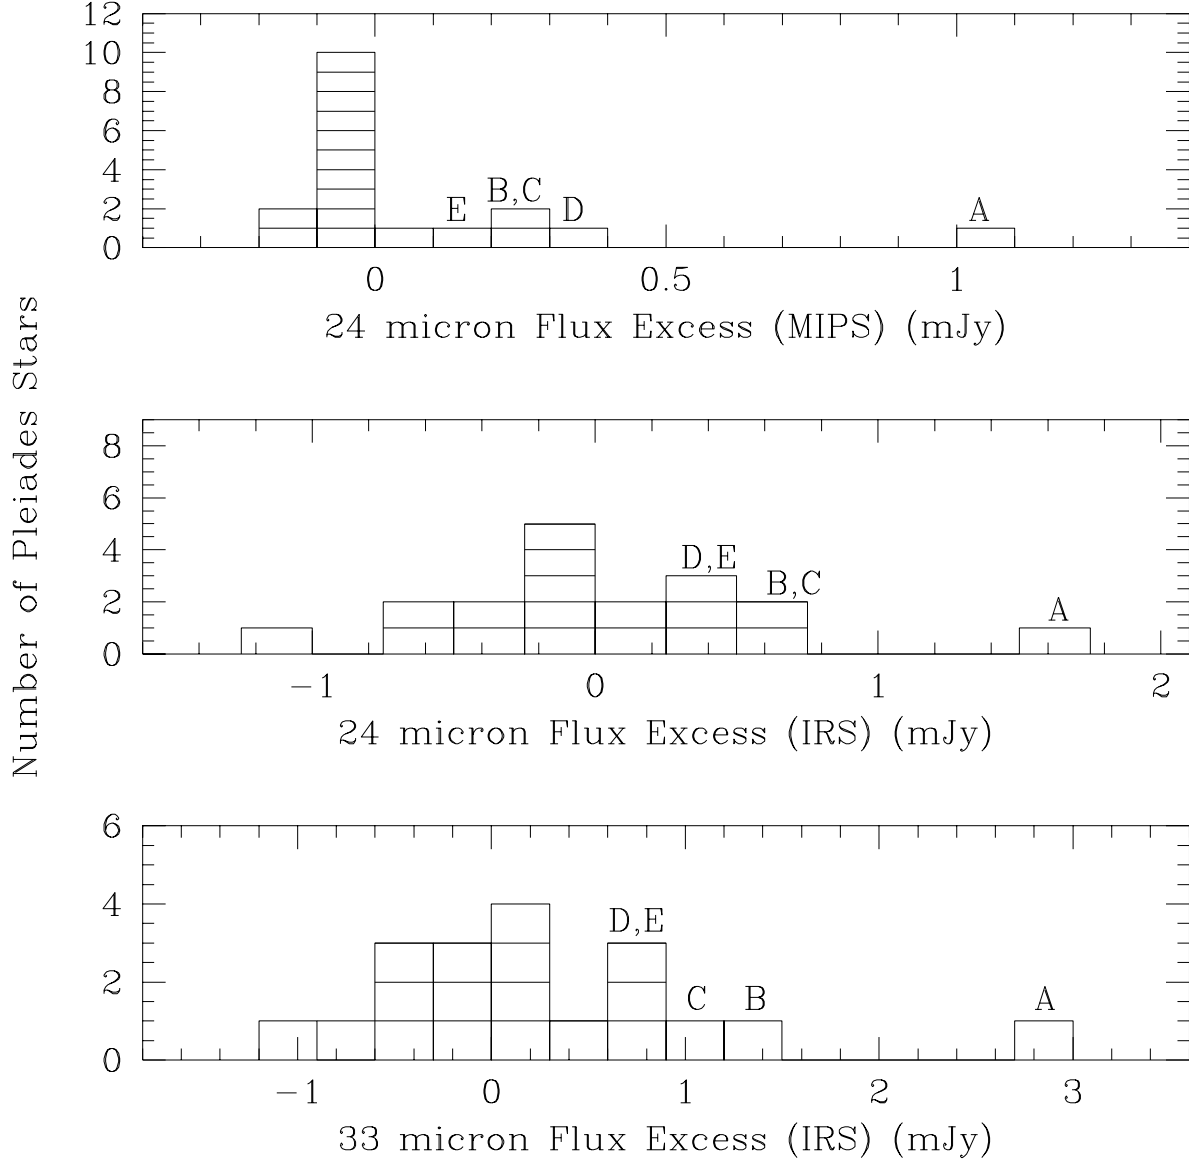 12
10
8
6
4
2
0
E
B,C
D
A
0
0.5
1
24 micron Flux Excess (MIPS) (mJy)
Number of Pleiades Stars
8
6
4
2
0
D,E
B,C
A
−1
0
1
2
24 micron Flux Excess (IRS) (mJy)
6
4
2
0
D,E
C
B
A
−1
0
1
2
3
33 micron Flux Excess (IRS) (mJy)